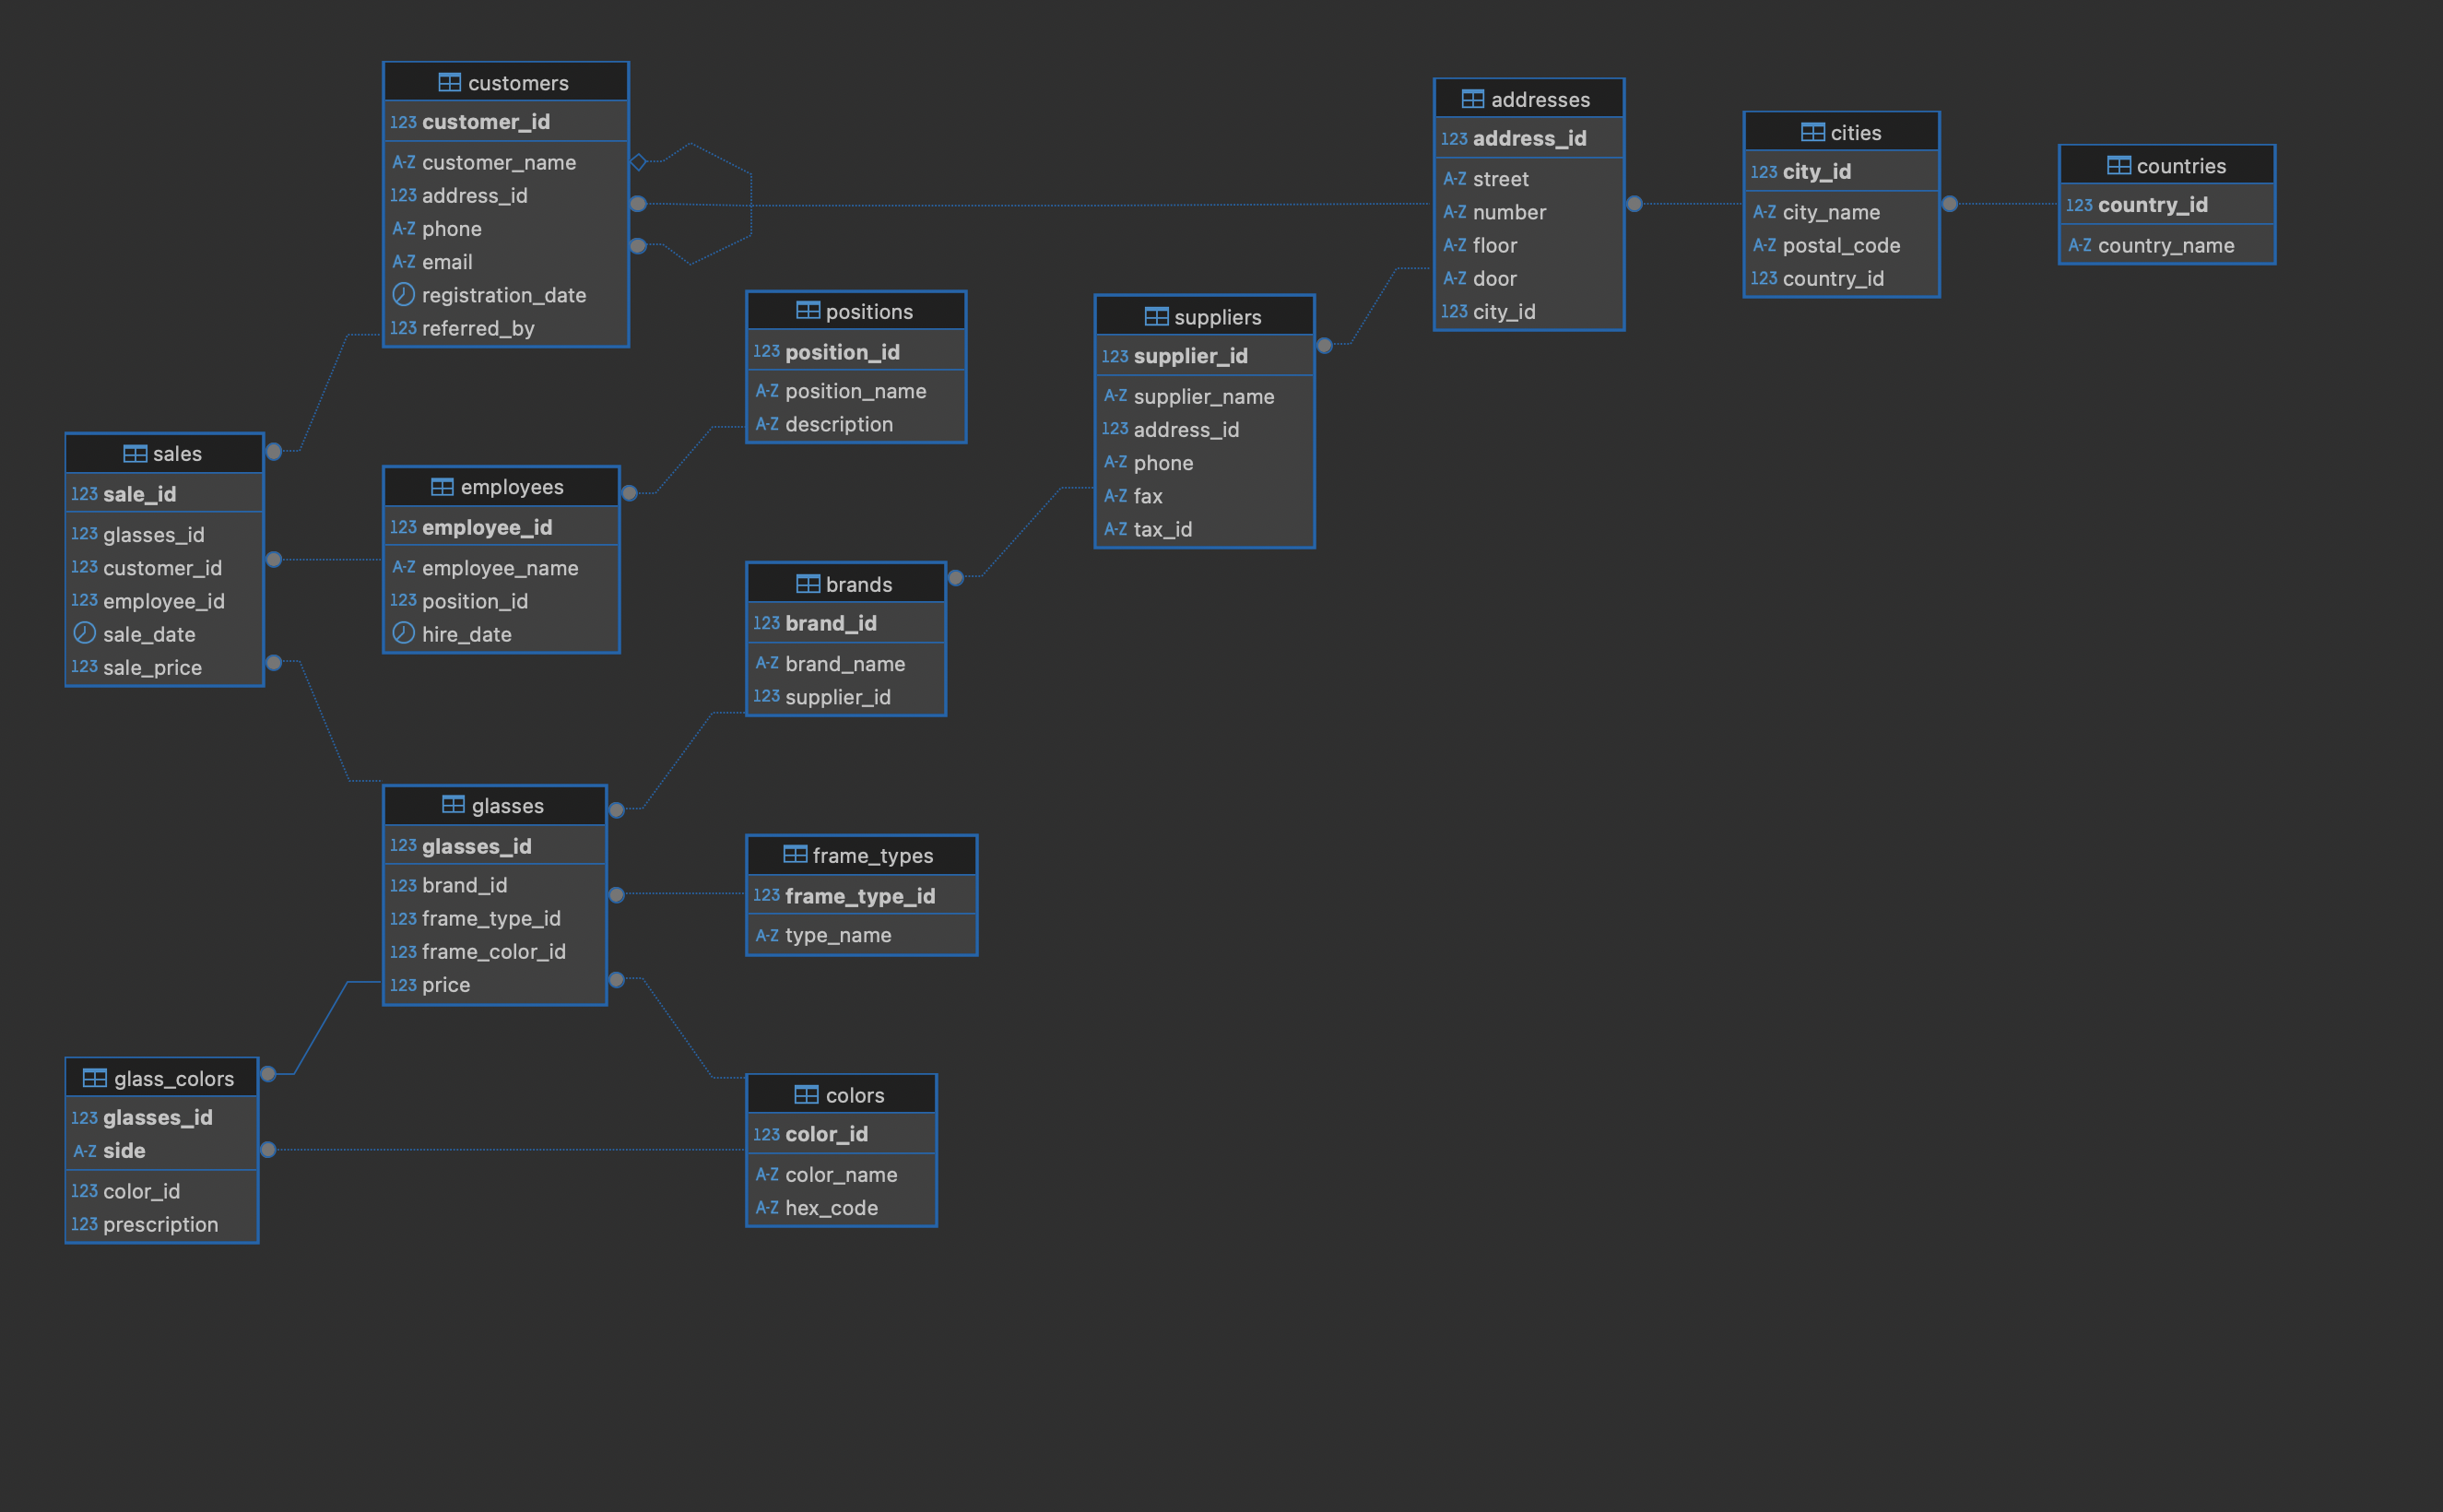 customers
123 customer_id
A-Z customer_name
123 address_id
A-Z phone
A-Z email
registration_date
123 referred_by
addresses
123 address_id
A-Z street
A-Z number
A-Z floor
A-Z door
123 city_id
cities
123 city_id
A-Z city_name
A-Z postal_code
123 country_id
countries
123 country_id
A-Z country_name
positions
123 position_id
A-Z position_name
A-Z description
suppliers
123 supplier_id
A-Z supplier_name
123 address_id
A-Z phone
A-Z fax
A-Z tax_id
sales
123 sale_id
123 glasses_id
123 customer_id
123 employee_id
sale_date
123 sale_price
employees
123 employee_id
A-Z employee_name
123 position_id
hire_date
brands
123 brand_id
A-Z brand_name
123 supplier_id
glasses
123 glasses_id
123 brand_id
123 frame_type_id
123 frame_color_id
123 price
frame_types
123 frame_type_id
A-Z type_name
glass_colors
123 glasses_id
A-Z side
123 color_id
123 prescription
colors
123 color_id
A-Z color_name
A-Z hex_code